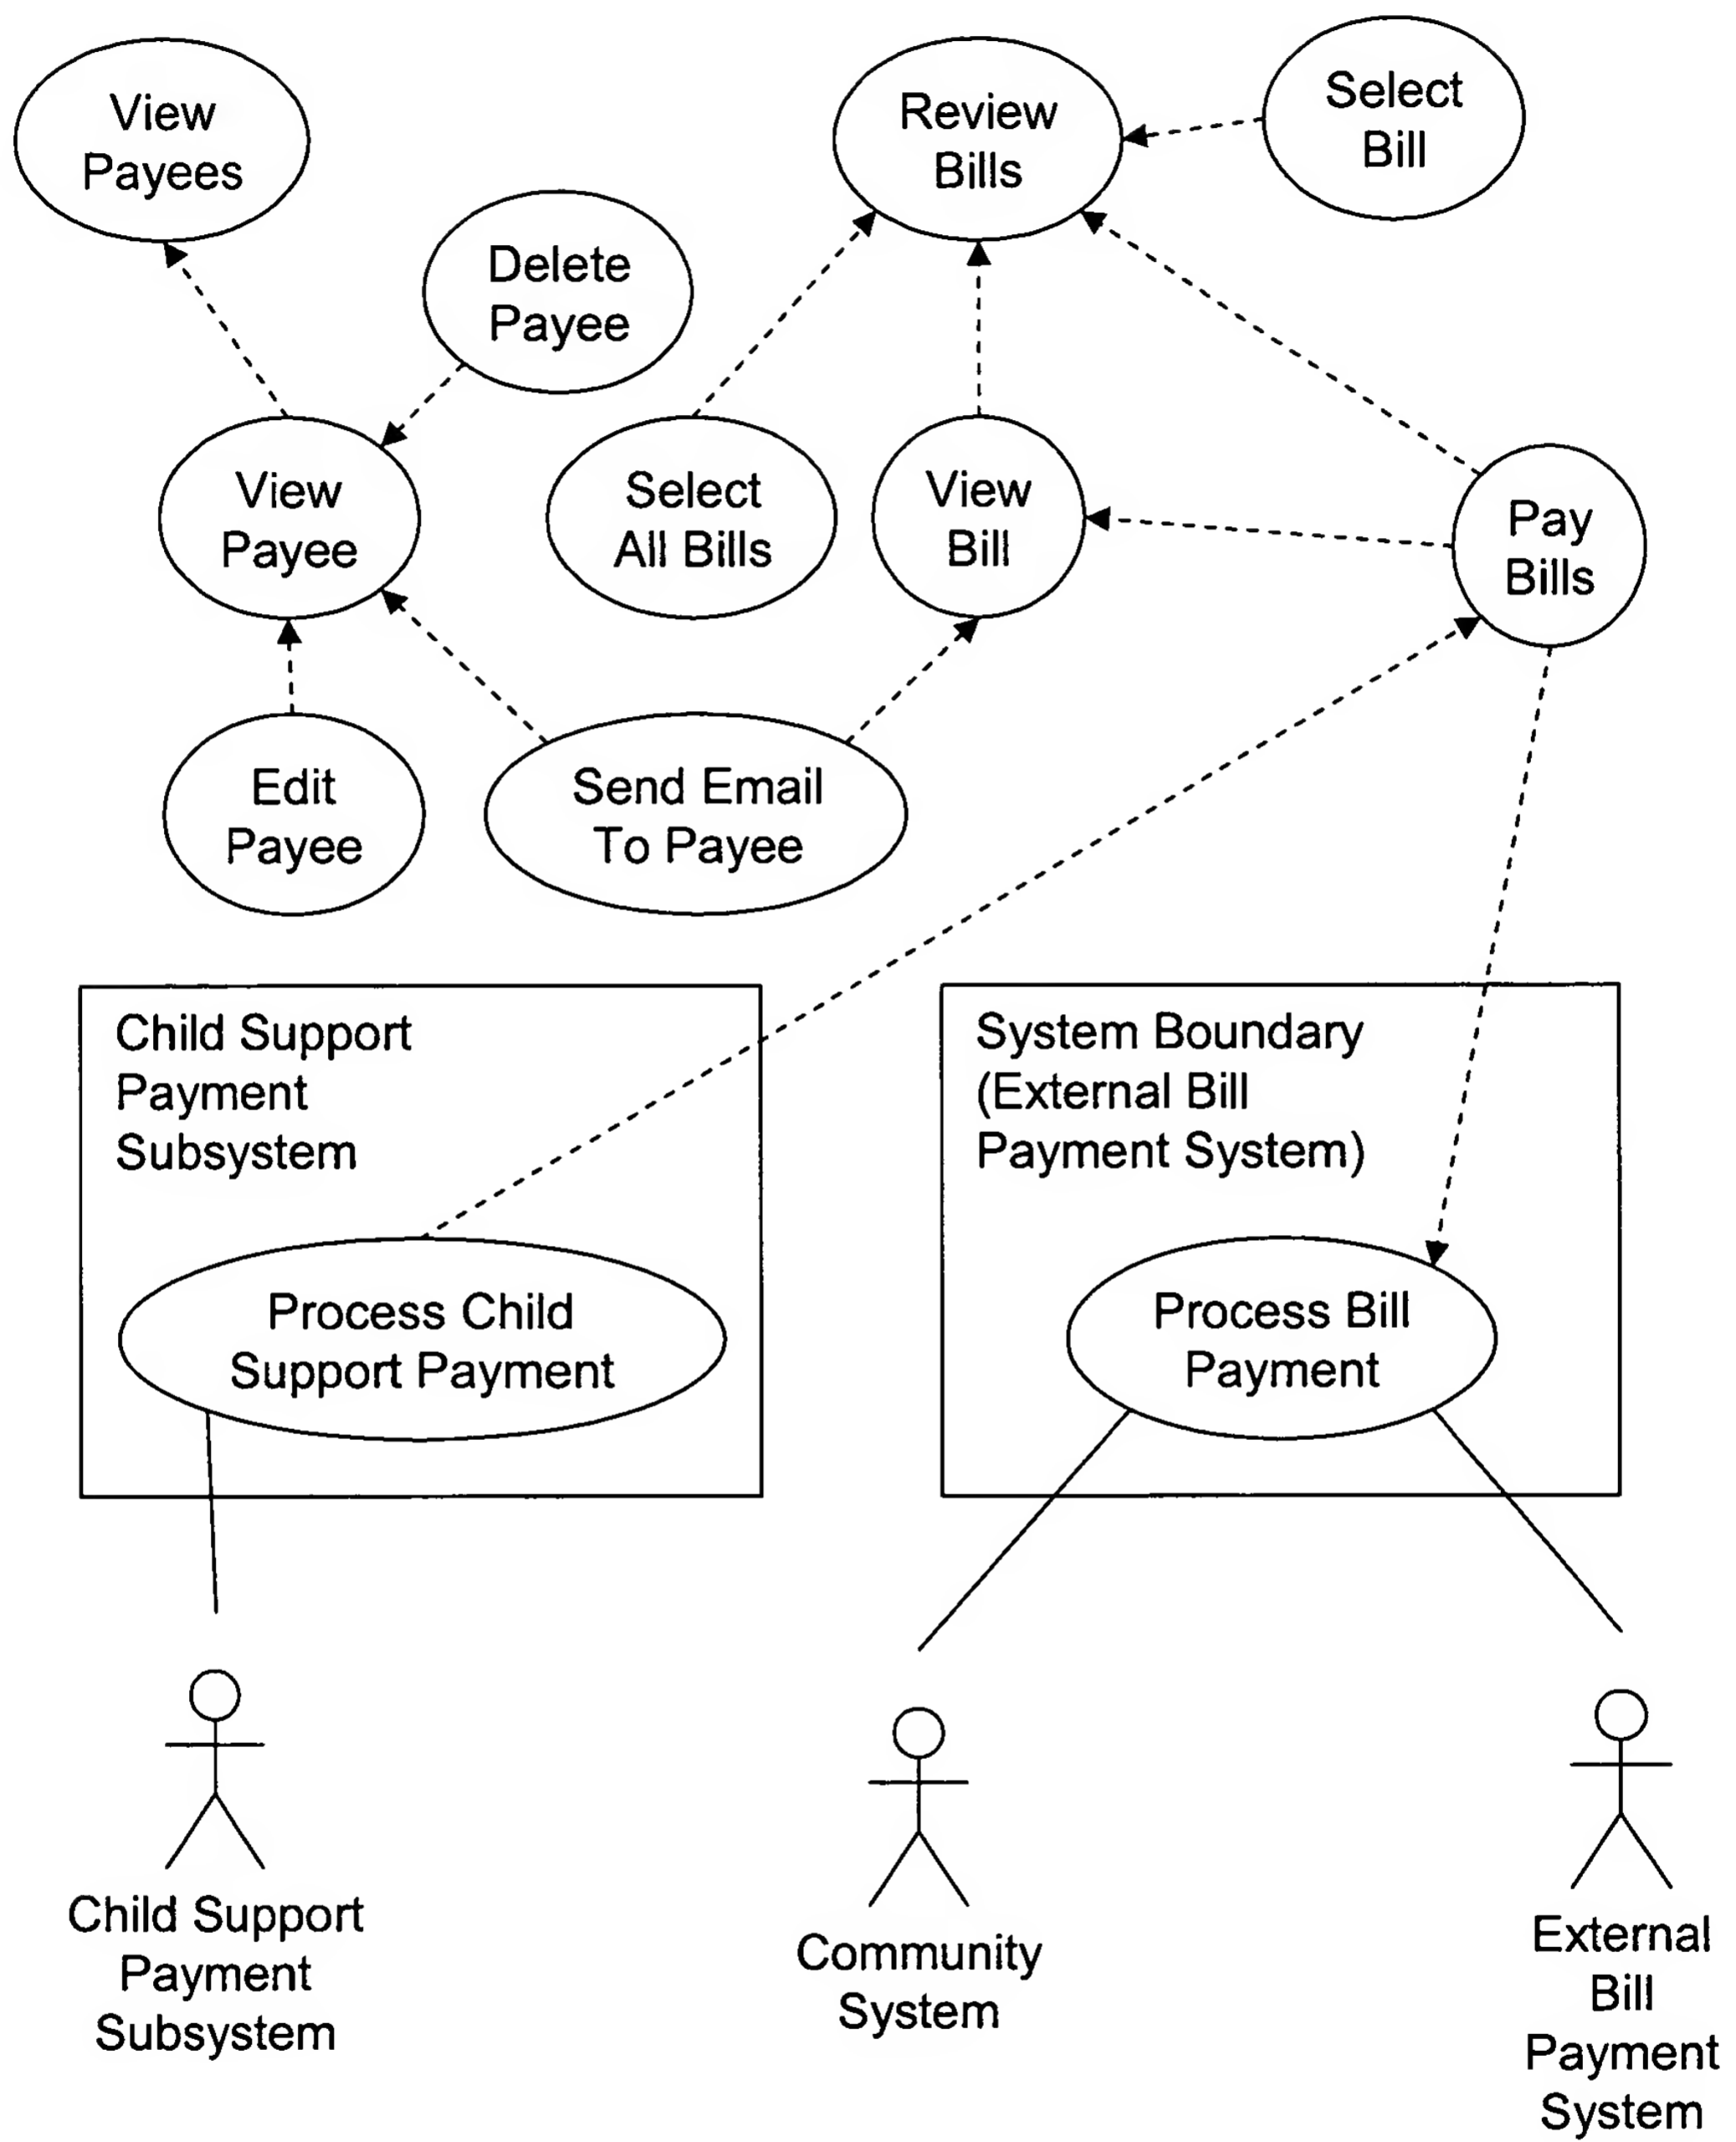 View
Payees
Review
Bills
Select
Bill
Delete
Payee
View
Payee
Select
All Bills
View
Bill
Pay
Bills
Edit
Payee
Send Email
To Payee
Child Support
Payment
Subsystem
System Boundary
(External Bill
Payment System)
Process Child
Support Payment
Process Bill
Payment
Child Support
Payment
Subsystem
Community
System
External
Bill
Payment
System